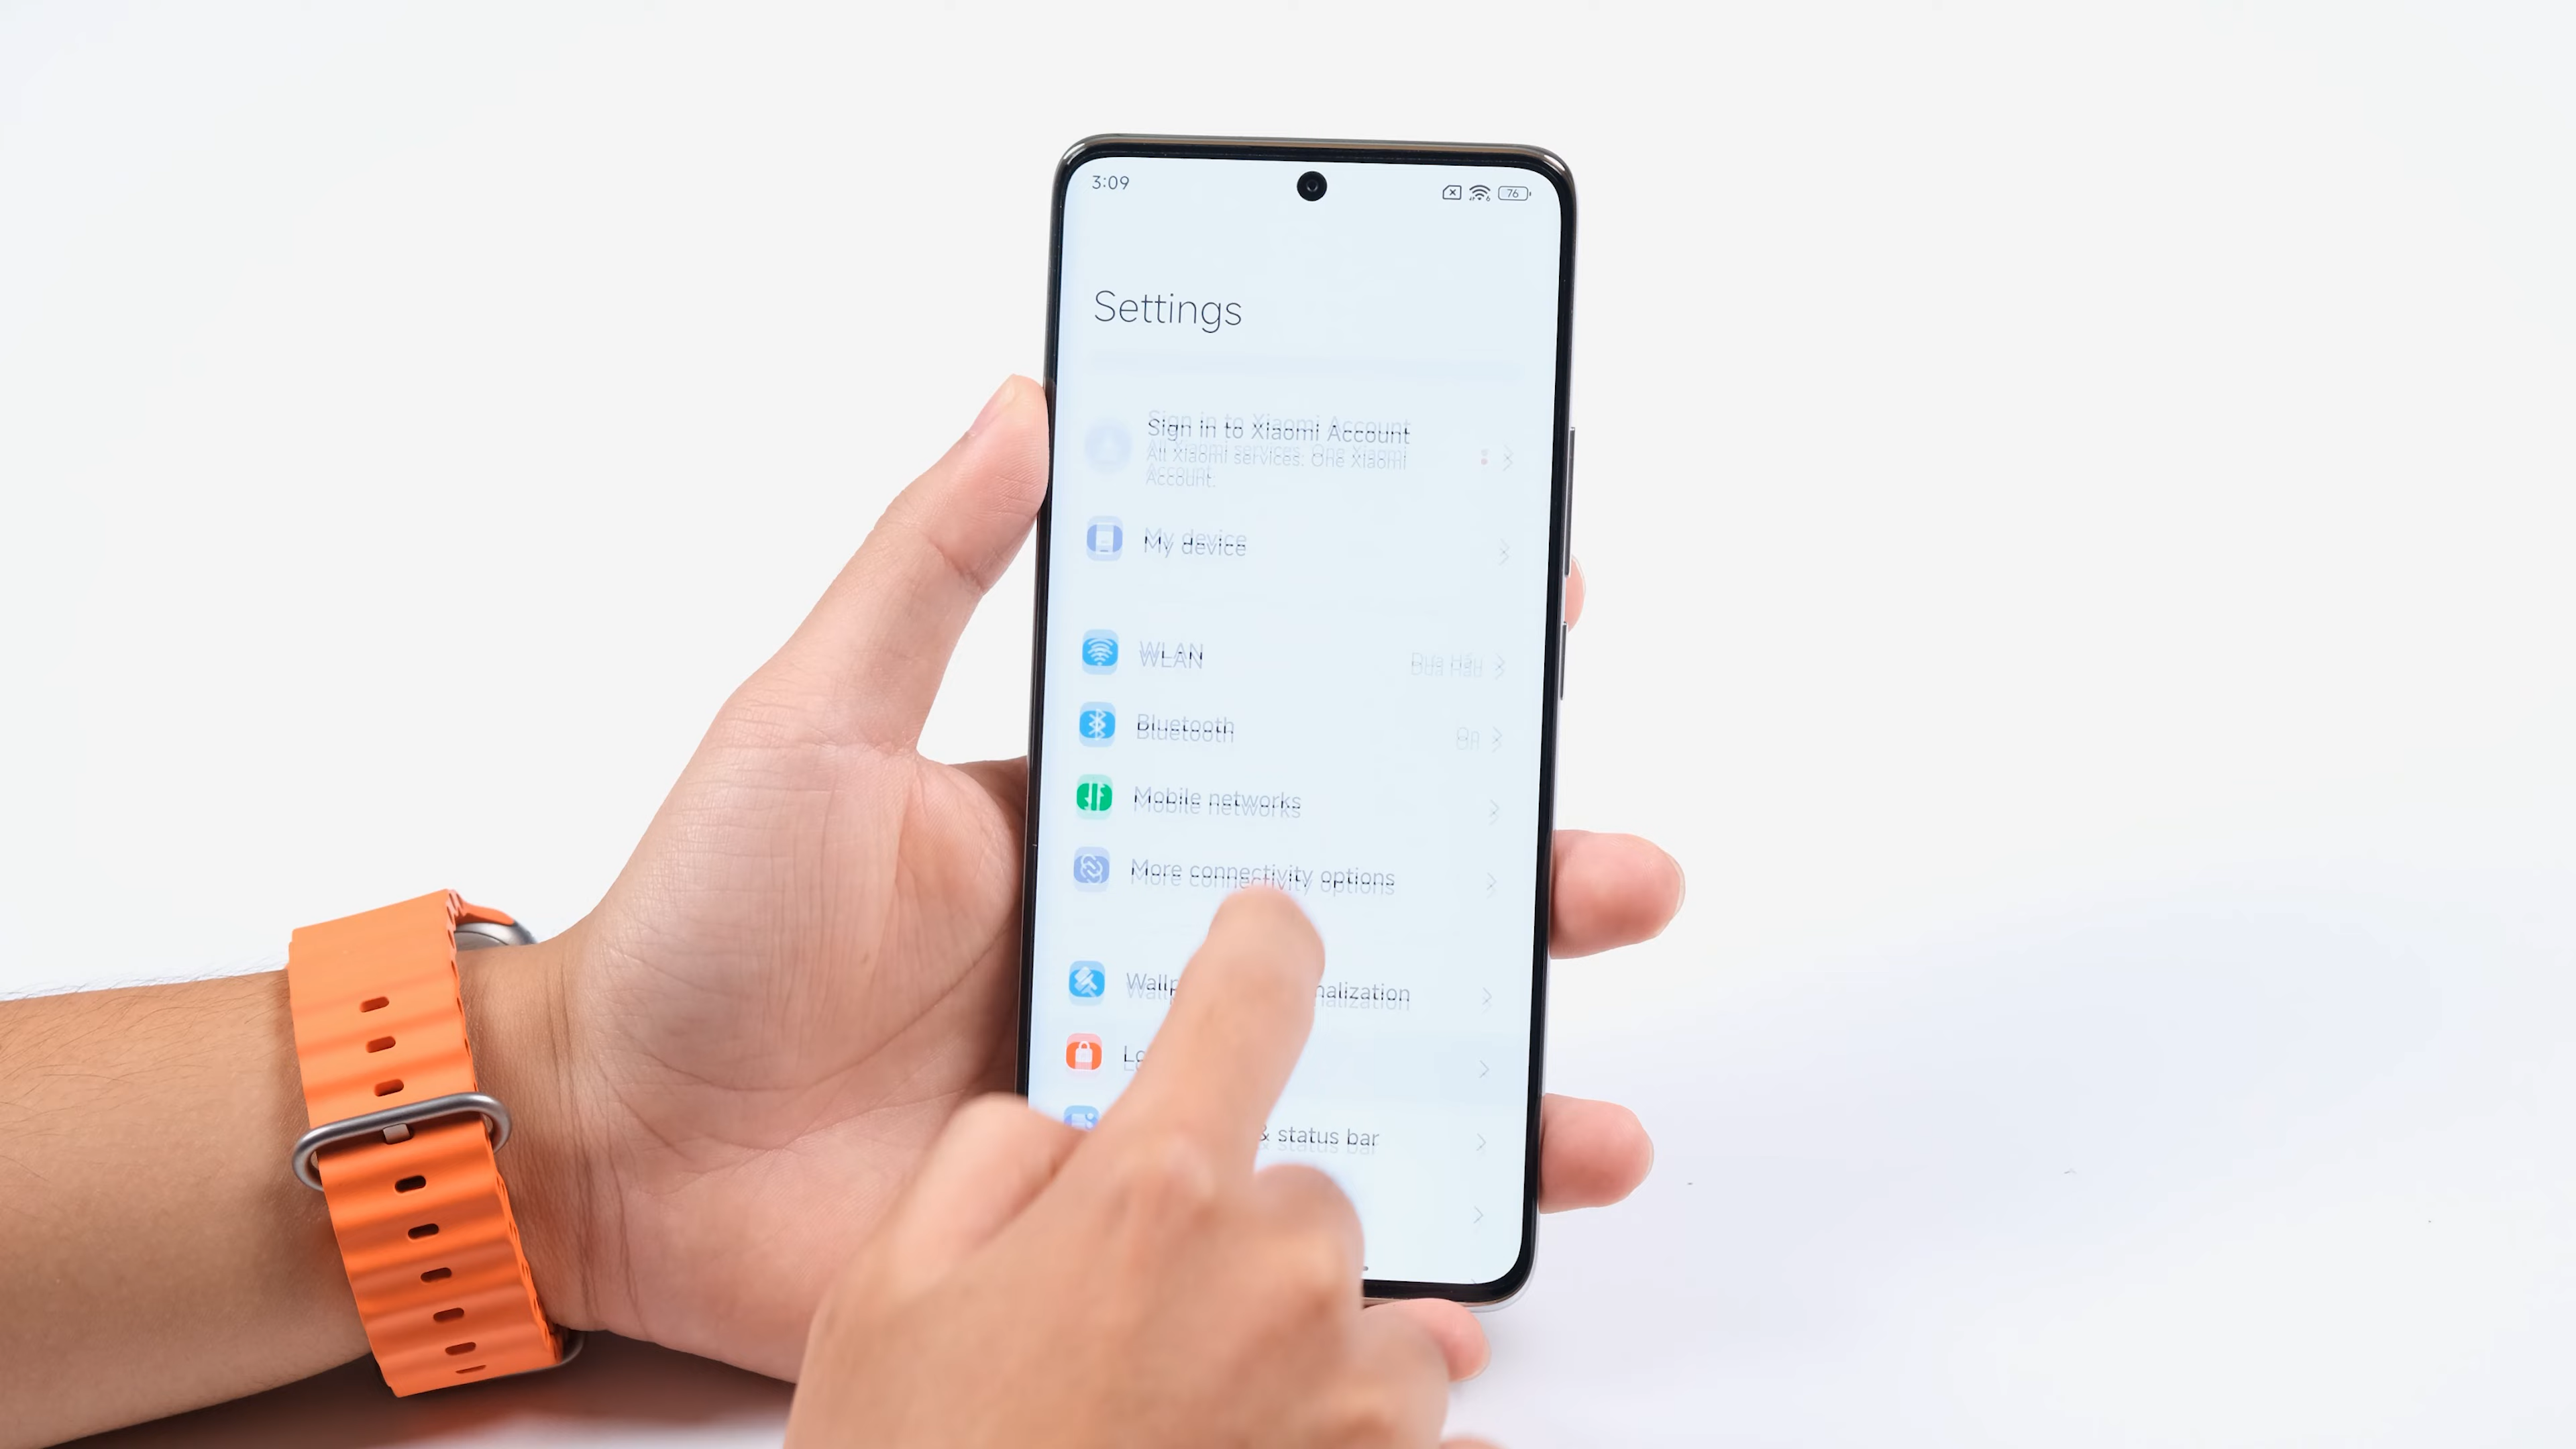 3:09
76
Settings
Sign in to Xiaomi Account
All Xiaomi services. One Xiaomi
Account.
My device
WLAN
Bluetooth On
Mobile networks
More connectivity options
& status bar